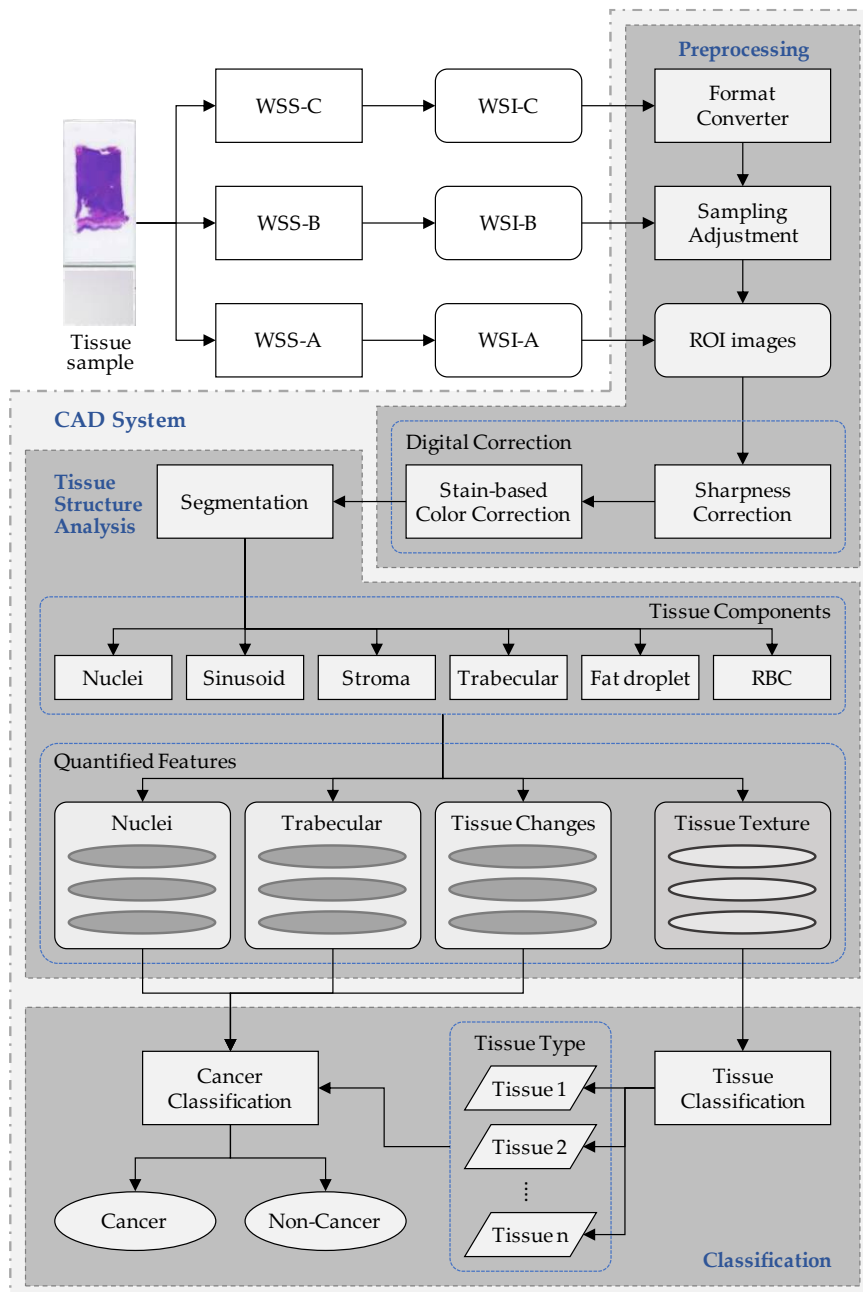 Preprocessing
WSS-C
WSI-C
Format
Converter
WSS-B
WSI-B
Sampling
Adjustment
WSS-A
WSI-A
ROI images
Tissue
sample
CAD System
Digital Correction
Tissue
Structure
Analysis
Segmentation
Stain-based
Color Correction
Sharpness
Correction
Tissue Components
Nuclei
Sinusoid
Stroma
Trabecular
Fat droplet
RBC
Quantified Features
Nuclei
Trabecular
Tissue Changes
Tissue Texture
Tissue Type
Cancer
Classification
Tissue 1
Tissue
Classification
Tissue 2
Tissue n
Cancer
Non-Cancer
Classification